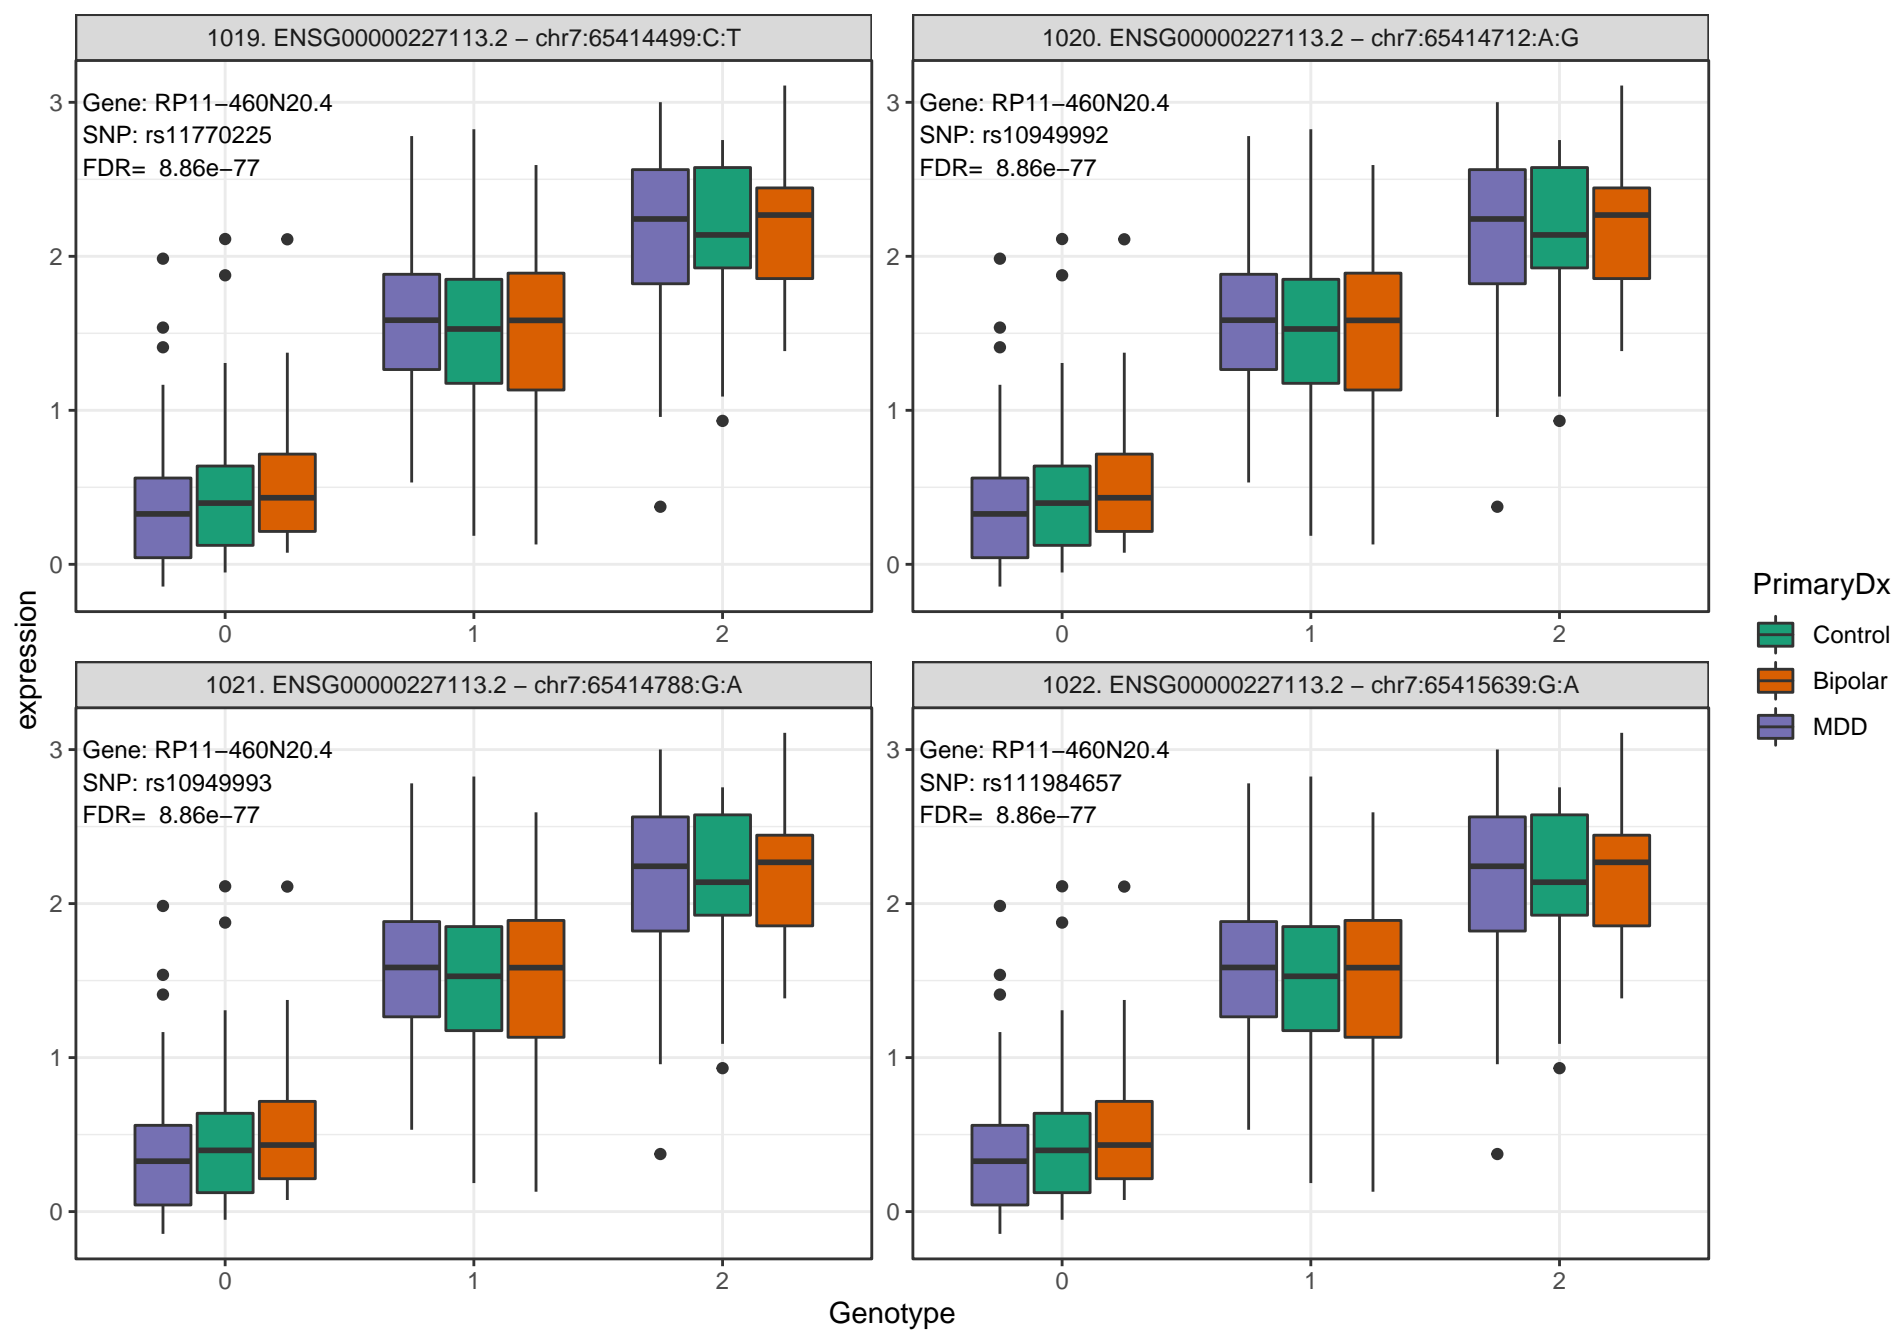 1019. ENSG00000227113.2 − chr7:65414499:C:T
Gene: RP11−460N20.4
SNP: rs11770225
FDR= 8.86e−77
3
2
1
0
0 1 2
1020. ENSG00000227113.2 − chr7:65414712:A:G
Gene: RP11−460N20.4
SNP: rs10949992
FDR= 8.86e−77
3
2
1
0
0 1 2
1021. ENSG00000227113.2 − chr7:65414788:G:A
Gene: RP11−460N20.4
SNP: rs10949993
FDR= 8.86e−77
3
2
1
0
0 1 2
1022. ENSG00000227113.2 − chr7:65415639:G:A
Gene: RP11−460N20.4
SNP: rs111984657
FDR= 8.86e−77
3
2
1
0
0 1 2
expression
Genotype
PrimaryDx
Control
Bipolar
MDD